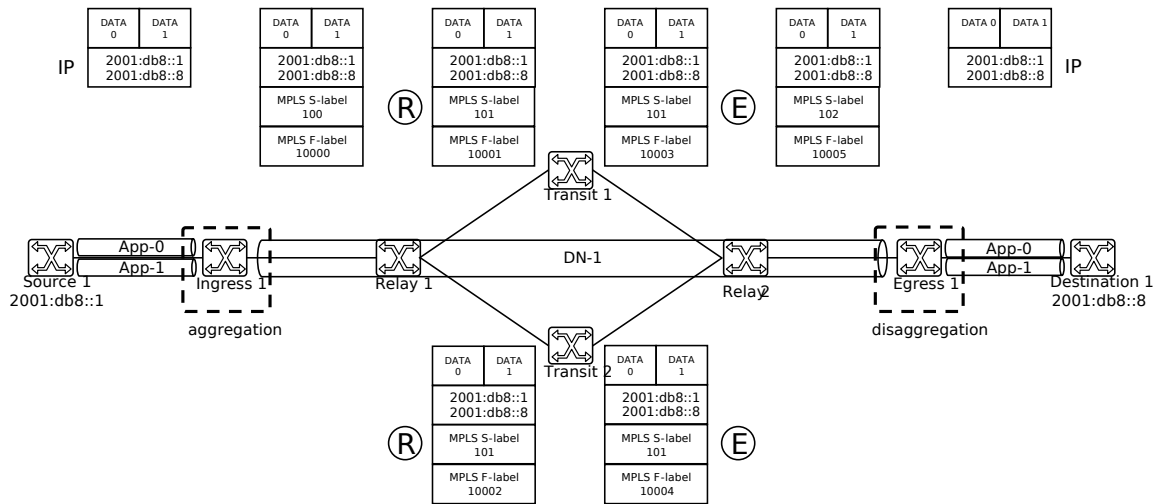 DATA 0 DATA 1
2001:db8::1
2001:db8::8
IP
DATA 0 DATA 1
2001:db8::1
2001:db8::8
MPLS S-label
100
MPLS F-label
10000
R
DATA 0 DATA 1
2001:db8::1
2001:db8::8
MPLS S-label
101
MPLS F-label
10001
DATA 0 DATA 1
2001:db8::1
2001:db8::8
MPLS S-label
101
MPLS F-label
10003
E
DATA 0 DATA 1
2001:db8::1
2001:db8::8
MPLS S-label
102
MPLS F-label
10005
DATA 0 DATA 1
2001:db8::1
2001:db8::8
IP
Transit 1
App-0
App-1
Source 1
2001:db8::1
Ingress 1
aggregation
Relay 1
DN-1
Relay 2
Egress 1
disaggregation
App-0
App-1
Destination 1
2001:db8::8
Transit 2
R
DATA 0 DATA 1
2001:db8::1
2001:db8::8
MPLS S-label
101
MPLS F-label
10002
DATA 0 DATA 1
2001:db8::1
2001:db8::8
MPLS S-label
101
MPLS F-label
10004
E